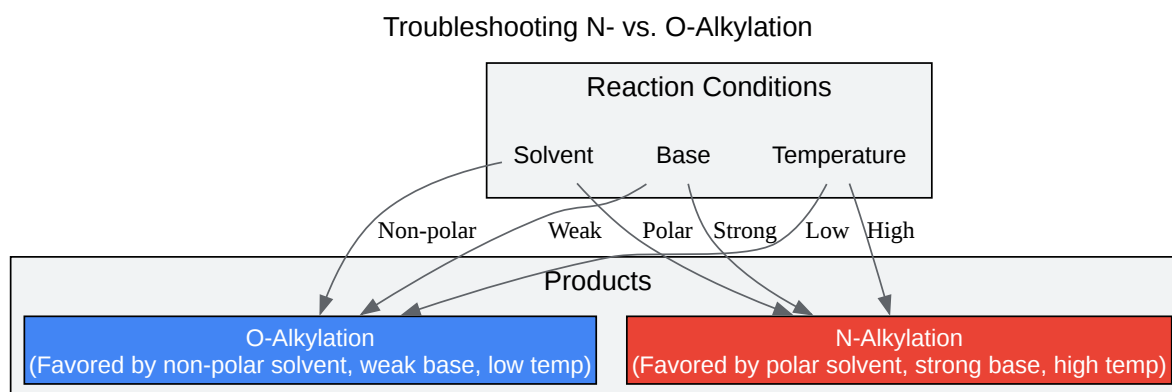 Troubleshooting N- vs. O-Alkylation
Reaction Conditions
Solvent
Base
Temperature
Non-polar
Weak
Polar
Strong
Low
High
Products
O-Alkylation
(Favored by non-polar solvent, weak base, low temp)
N-Alkylation
(Favored by polar solvent, strong base, high temp)